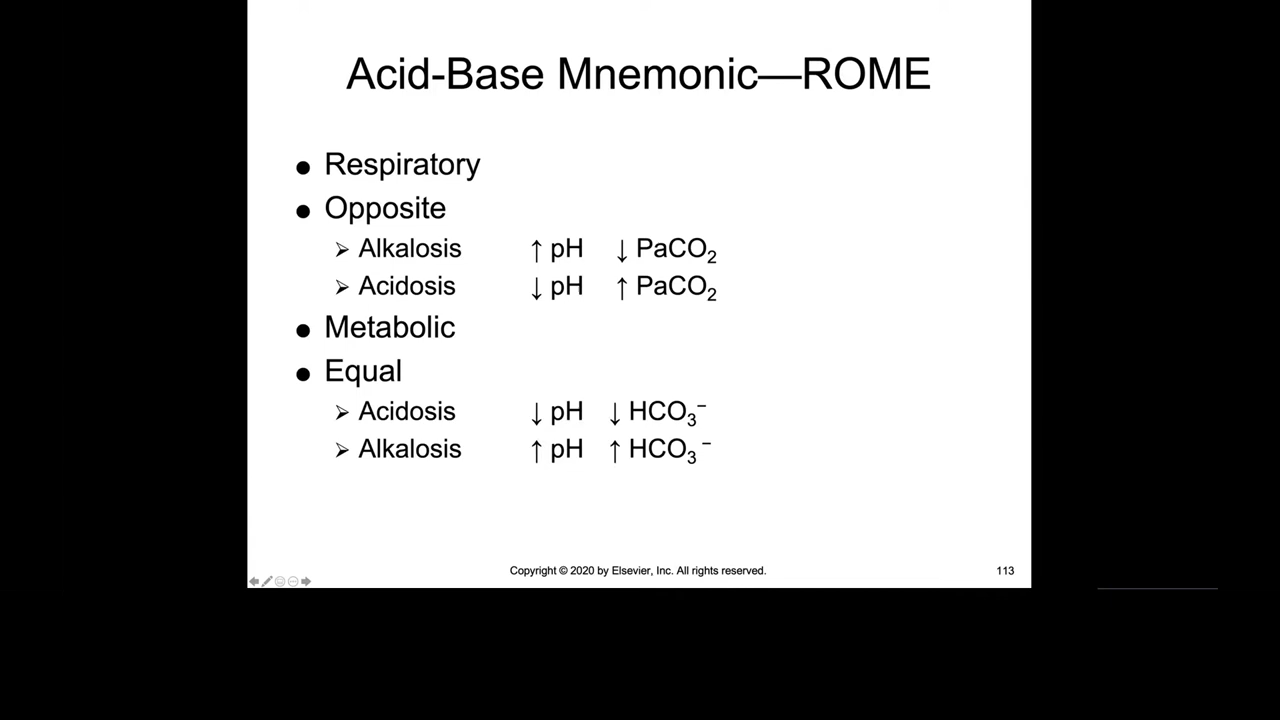 Acid-Base Mnemonic—ROME
● Respiratory
● Opposite
➢ Alkalosis ↑ pH ↓ PaCO₂
➢ Acidosis ↓ pH ↑ PaCO₂
● Metabolic
● Equal
➢ Acidosis ↓ pH ↓ HCO₃⁻
➢ Alkalosis ↑ pH ↑ HCO₃ ⁻
Copyright © 2020 by Elsevier, Inc. All rights reserved.
113